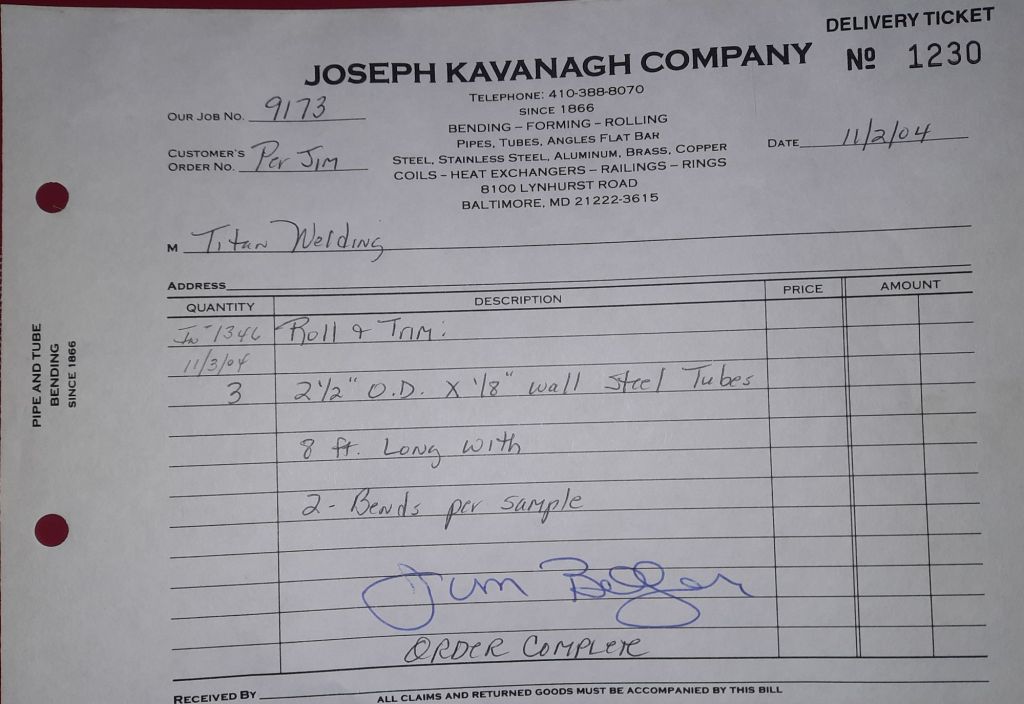 DELIVERY TICKET
JOSEPH KAVANAGH COMPANY
Nº 1230
TELEPHONE: 410-388-8070
SINCE 1866
BENDING – FORMING – ROLLING
PIPES, TUBES, ANGLES FLAT BAR
STEEL, STAINLESS STEEL, ALUMINUM, BRASS, COPPER
COILS – HEAT EXCHANGERS – RAILINGS – RINGS
8100 LYNHURST ROAD
BALTIMORE, MD 21222-3615
OUR JOB NO. 9173
CUSTOMER'S
ORDER NO. Per Jim
DATE 11/2/04
M Titan Welding
ADDRESS
QUANTITY DESCRIPTION PRICE AMOUNT
1346 Roll & Trim:
11/3/04
3 2 1/2" O.D. X 1/8" wall Steel Tubes
8 ft. Long with
2 - Bends per sample
Jim
ORDER COMPLETE
RECEIVED BY
ALL CLAIMS AND RETURNED GOODS MUST BE ACCOMPANIED BY THIS BILL
PIPE AND TUBE
BENDING
SINCE 1866